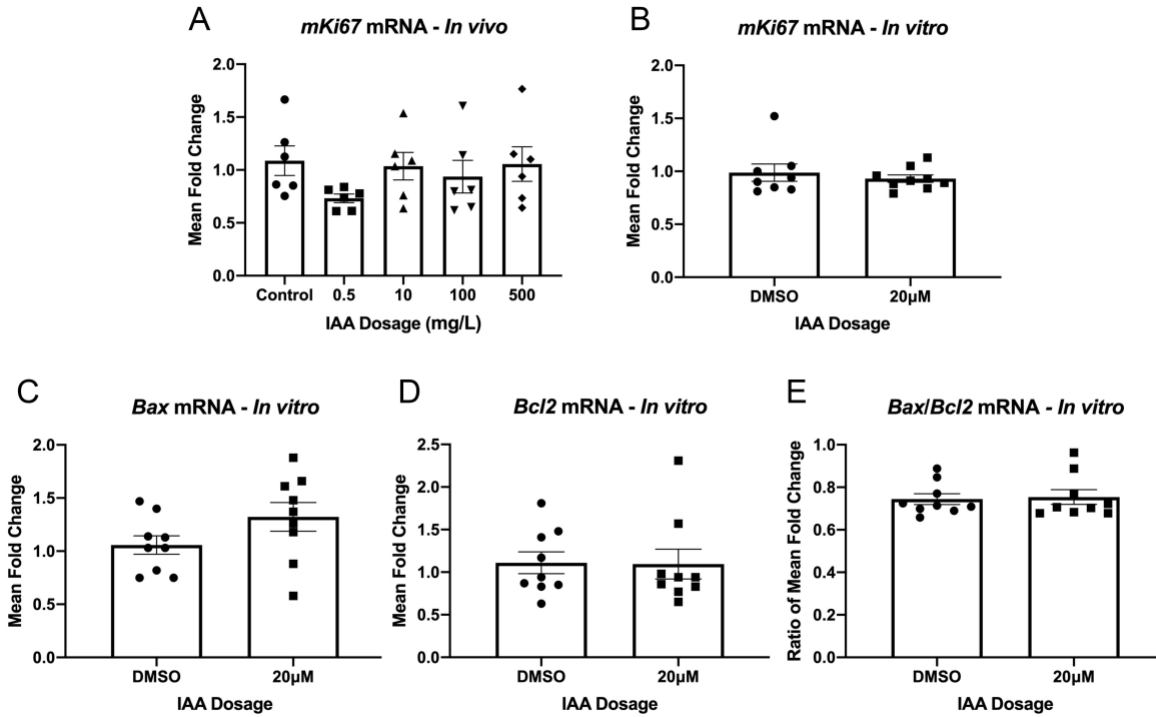 A
mKi67 mRNA - In vivo
Mean Fold Change
2.0
1.5
1.0
0.5
0.0
Control 0.5 10 100 500
IAA Dosage (mg/L)
B
mKi67 mRNA - In vitro
Mean Fold Change
2.0
1.5
1.0
0.5
0.0
DMSO 20µM
IAA Dosage
C
Bax mRNA - In vitro
Mean Fold Change
2.0
1.5
1.0
0.5
0.0
DMSO 20µM
IAA Dosage
D
Bcl2 mRNA - In vitro
Mean Fold Change
2.5
2.0
1.5
1.0
0.5
0.0
DMSO 20µM
IAA Dosage
E
Bax/Bcl2 mRNA - In vitro
Ratio of Mean Fold Change
1.0
0.8
0.6
0.4
0.2
0.0
DMSO 20µM
IAA Dosage